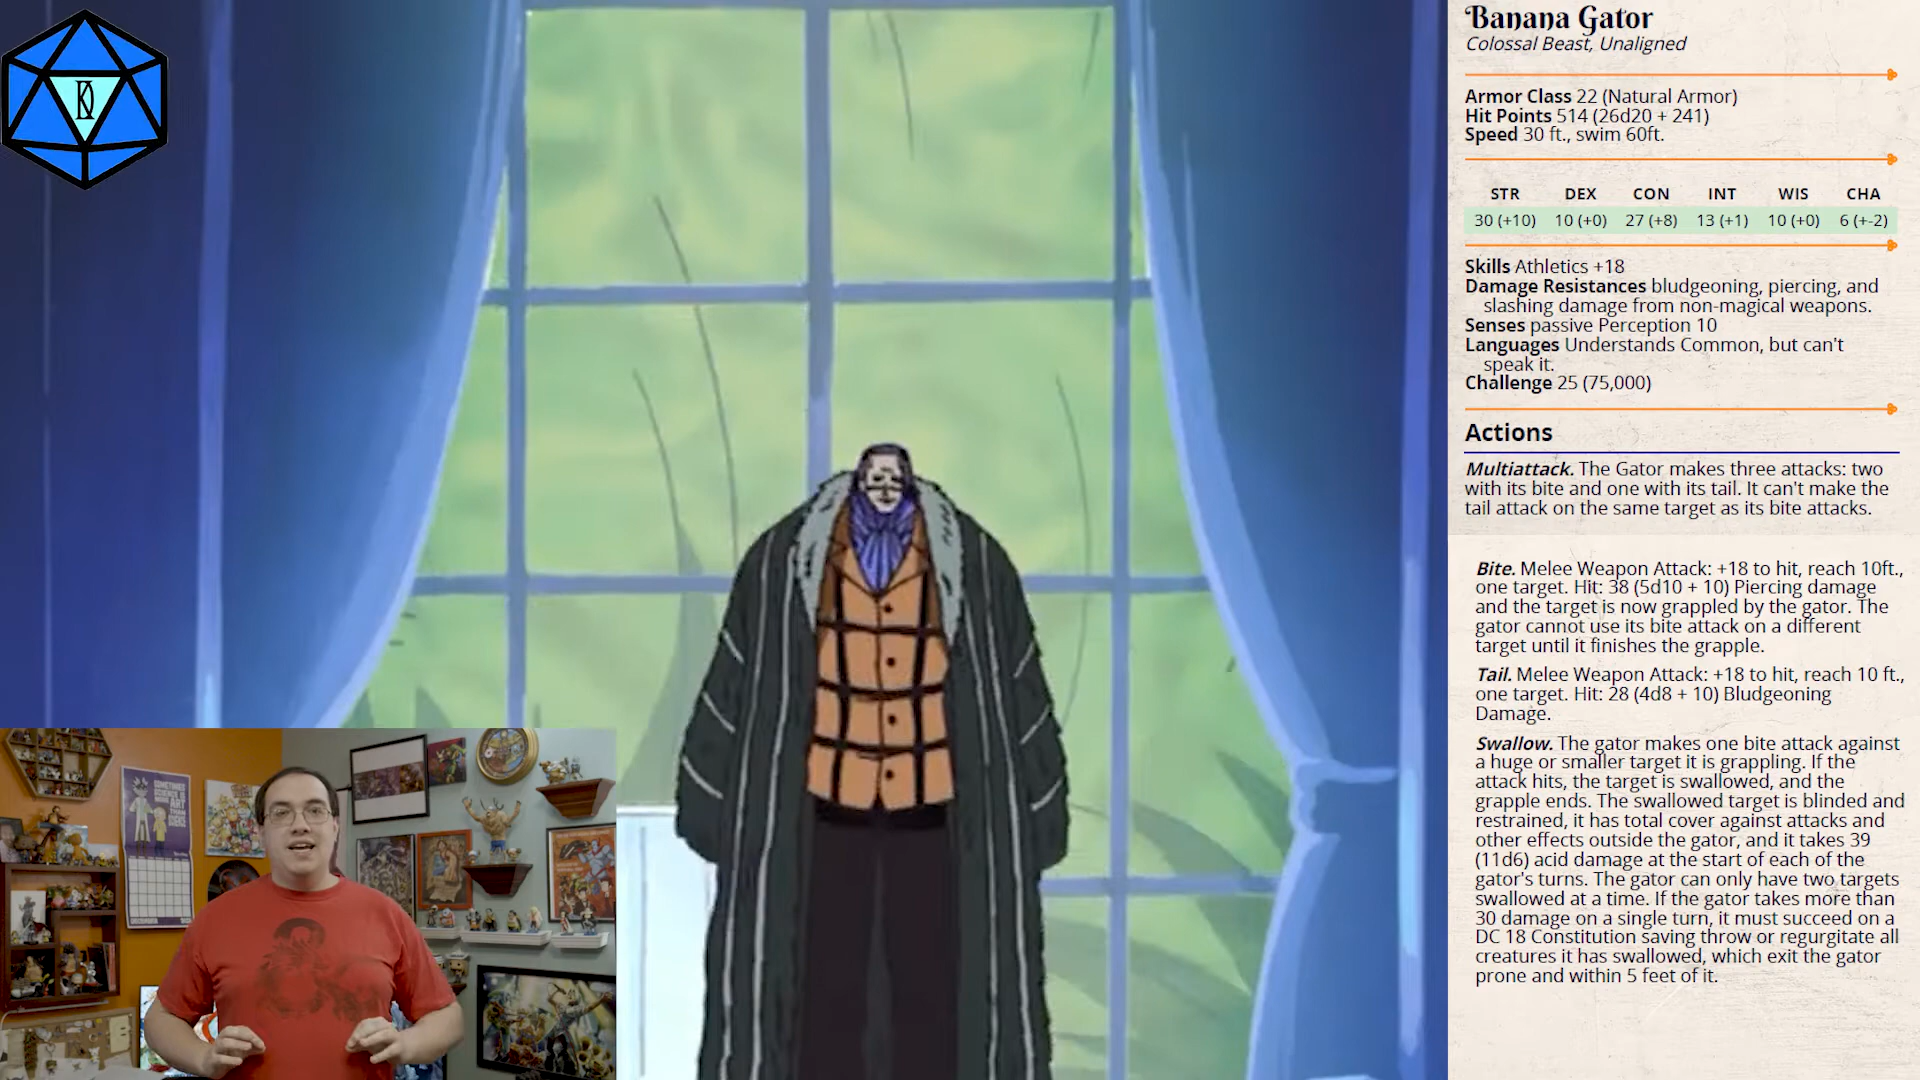 Banana Gator
Colossal Beast, Unaligned
Armor Class 22 (Natural Armor)
Hit Points 514 (26d20 + 241)
Speed 30 ft., swim 60ft.
STR DEX CON INT WIS CHA
30 (+10) 10 (+0) 27 (+8) 13 (+1) 10 (+0) 6 (+-2)
Skills Athletics +18
Damage Resistances bludgeoning, piercing, and
slashing damage from non-magical weapons.
Senses passive Perception 10
Languages Understands Common, but can't
speak it.
Challenge 25 (75,000)
Actions
Multiattack. The Gator makes three attacks: two
with its bite and one with its tail. It can't make the
tail attack on the same target as its bite attacks.
Bite. Melee Weapon Attack: +18 to hit, reach 10ft.,
one target. Hit: 38 (5d10 + 10) Piercing damage
and the target is now grappled by the gator. The
gator cannot use its bite attack on a different
target until it finishes the grapple.
Tail. Melee Weapon Attack: +18 to hit, reach 10 ft.,
one target. Hit: 28 (4d8 + 10) Bludgeoning
Damage.
Swallow. The gator makes one bite attack against
a huge or smaller target it is grappling. If the
attack hits, the target is swallowed, and the
grapple ends. The swallowed target is blinded and
restrained, it has total cover against attacks and
other effects outside the gator, and it takes 39
(11d6) acid damage at the start of each of the
gator's turns. The gator can only have two targets
swallowed at a time. If the gator takes more than
30 damage on a single turn, it must succeed on a
DC 18 Constitution saving throw or regurgitate all
creatures it has swallowed, which exit the gator
prone and within 5 feet of it.